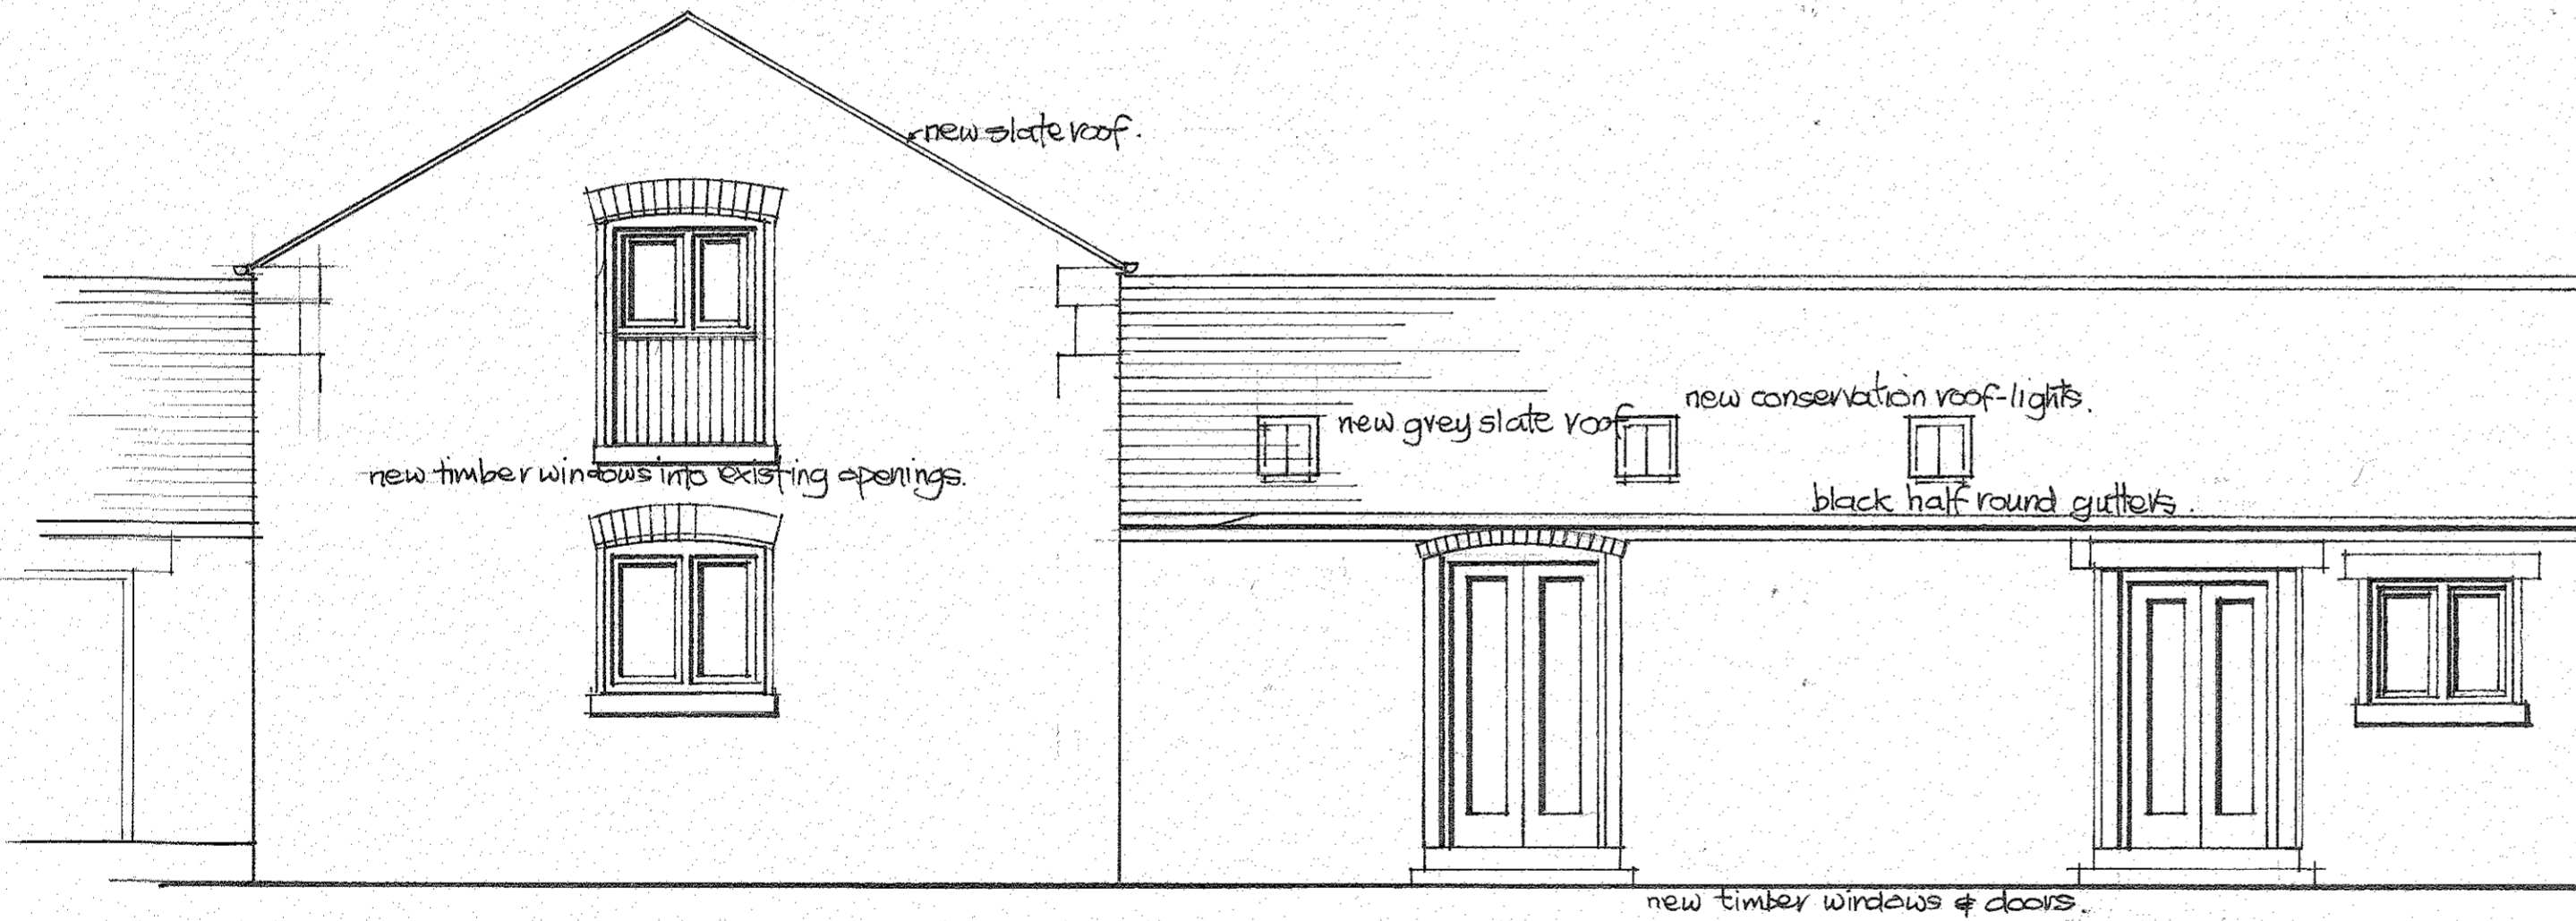 new slate roof.
new conservation roof-lights.
new grey slate roof
new timber windows into existing openings.
black half round gutters.
new timber windows & doors.